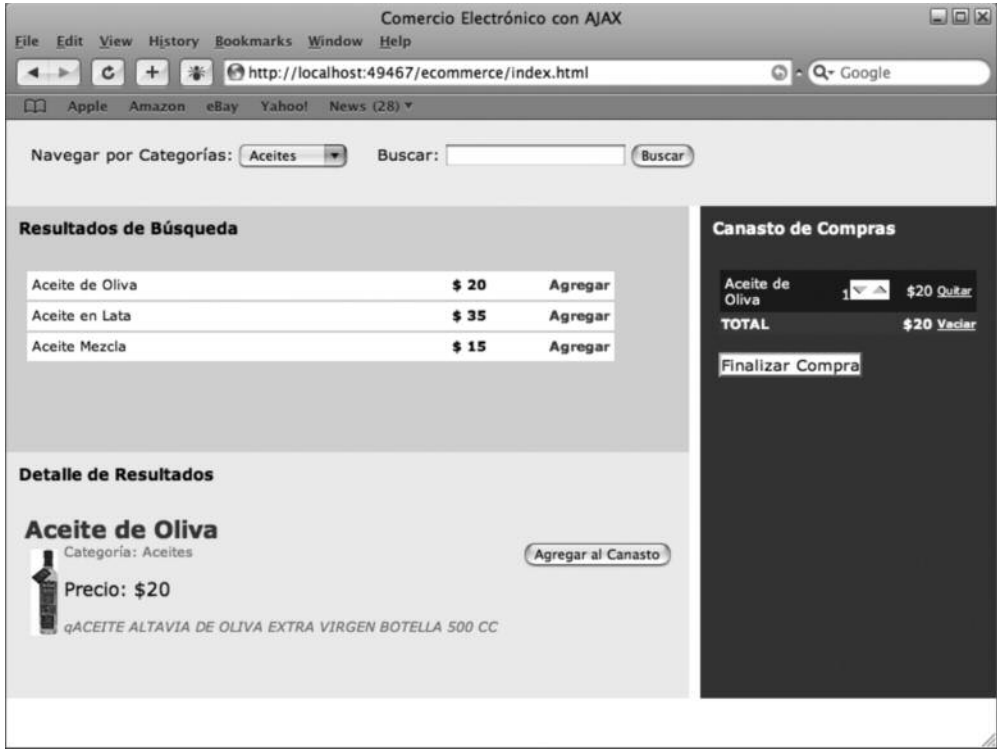 Comercio Electrónico con AJAX
File Edit View History Bookmarks Window Help
http://localhost:49467/ecommerce/index.html
Google
Apple Amazon eBay Yahoo! News (28)
Navegar por Categorías: Aceites Buscar: Buscar
Resultados de Búsqueda
Aceite de Oliva $ 20 Agregar
Aceite en Lata $ 35 Agregar
Aceite Mezcla $ 15 Agregar
Detalle de Resultados
Aceite de Oliva
Categoría: Aceites
Agregar al Canasto
Precio: $20
qACEITE ALTAVIA DE OLIVA EXTRA VIRGEN BOTELLA 500 CC
Canasto de Compras
Aceite de
Oliva 1 $20 Quitar
TOTAL $20 Vaciar
Finalizar Compra